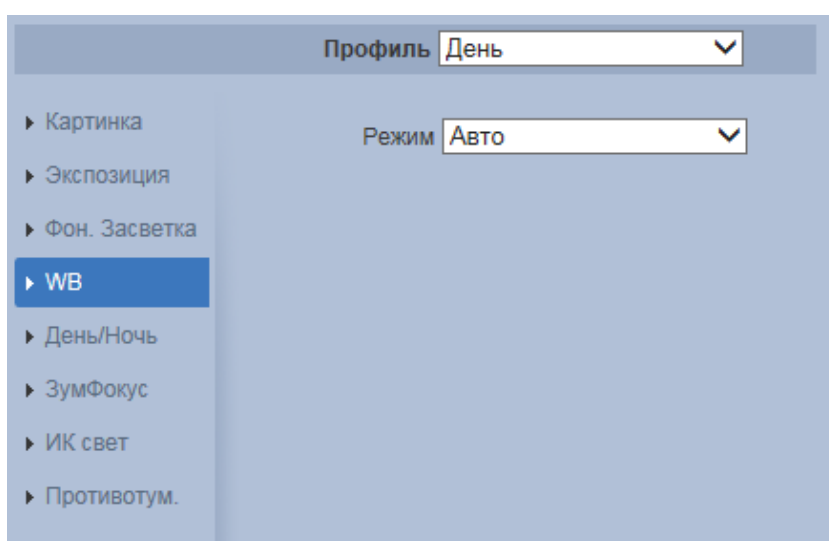 Профиль День
Картинка
Режим Авто
Экспозиция
Фон. Засветка
WB
День/Ночь
ЗумФокус
ИК свет
Противотум.